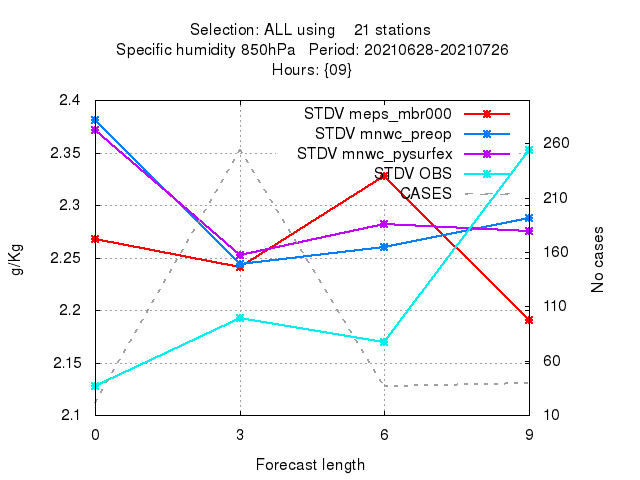 Selection: ALL using    21 stations
Specific humidity 850hPa   Period: 20210628-20210726
Hours: {09}
STDV meps_mbr000
STDV mnwc_preop
STDV mnwc_pysurfex
STDV OBS
CASES
2.4
2.35
2.3
2.25
2.2
2.15
2.1
g/Kg
260
210
160
110
60
10
No cases
0 3 6 9
Forecast length